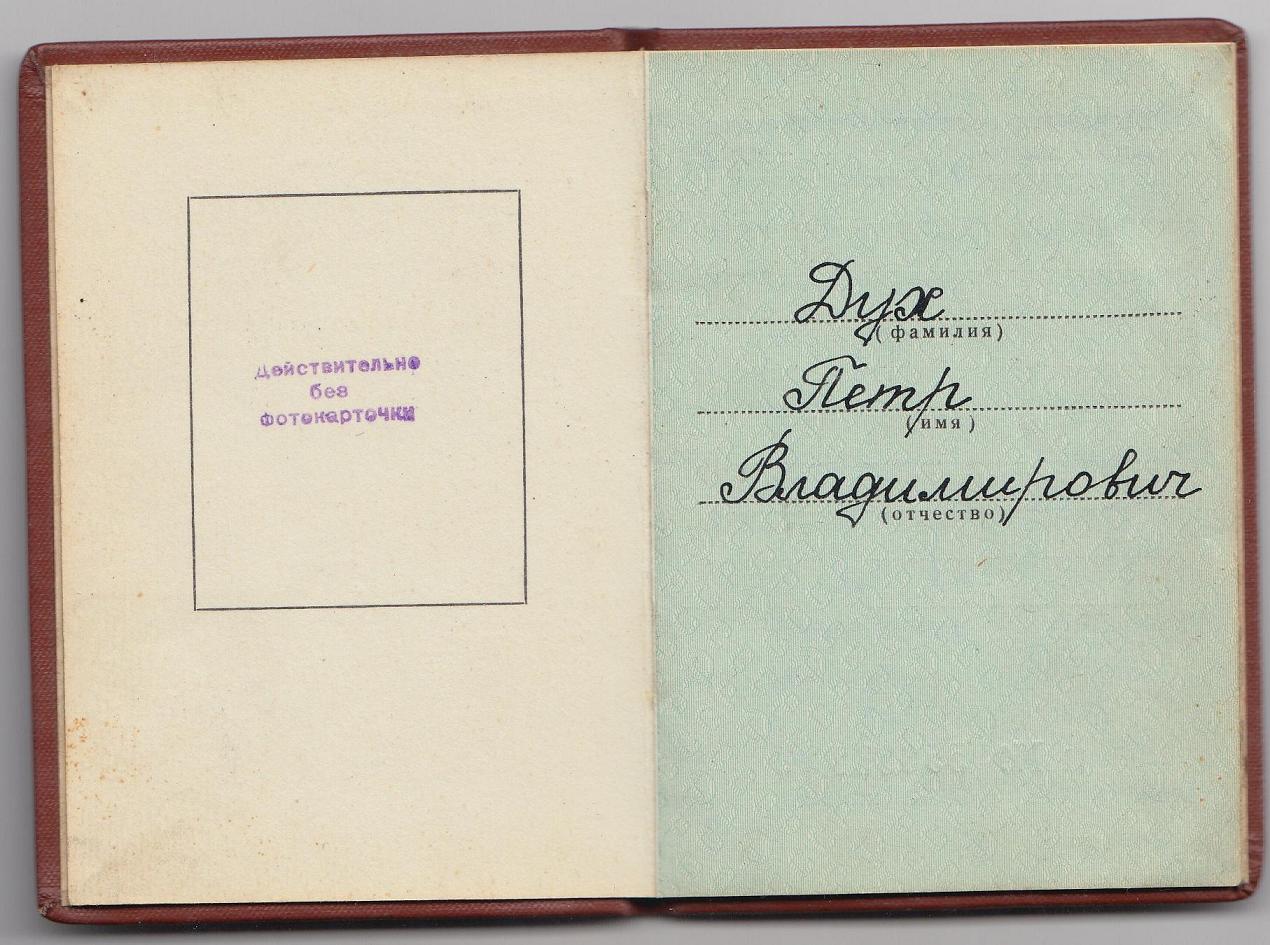 Действительно
без
фотокарточки
Дух
(фамилия)
Петр
(имя)
Владимирович
(отчество)